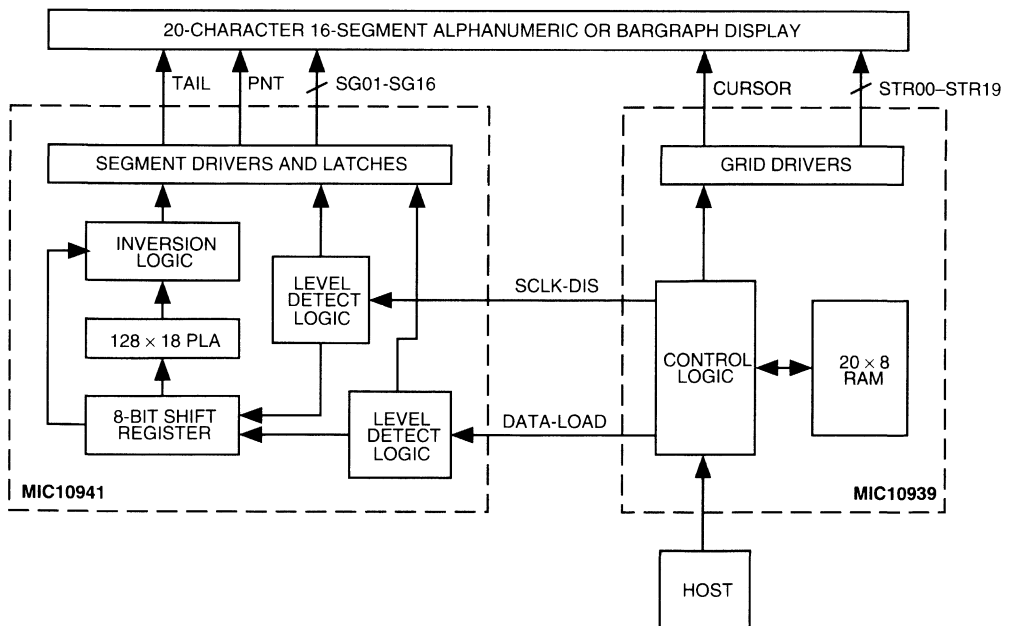 20-CHARACTER 16-SEGMENT ALPHANUMERIC OR BARGRAPH DISPLAY
TAIL
PNT
SG01-SG16
CURSOR
STR00–STR19
SEGMENT DRIVERS AND LATCHES
GRID DRIVERS
INVERSION
LOGIC
LEVEL
DETECT
LOGIC
SCLK-DIS
128 × 18 PLA
CONTROL
LOGIC
20 × 8
RAM
8-BIT SHIFT
REGISTER
LEVEL
DETECT
LOGIC
DATA-LOAD
MIC10941
MIC10939
HOST